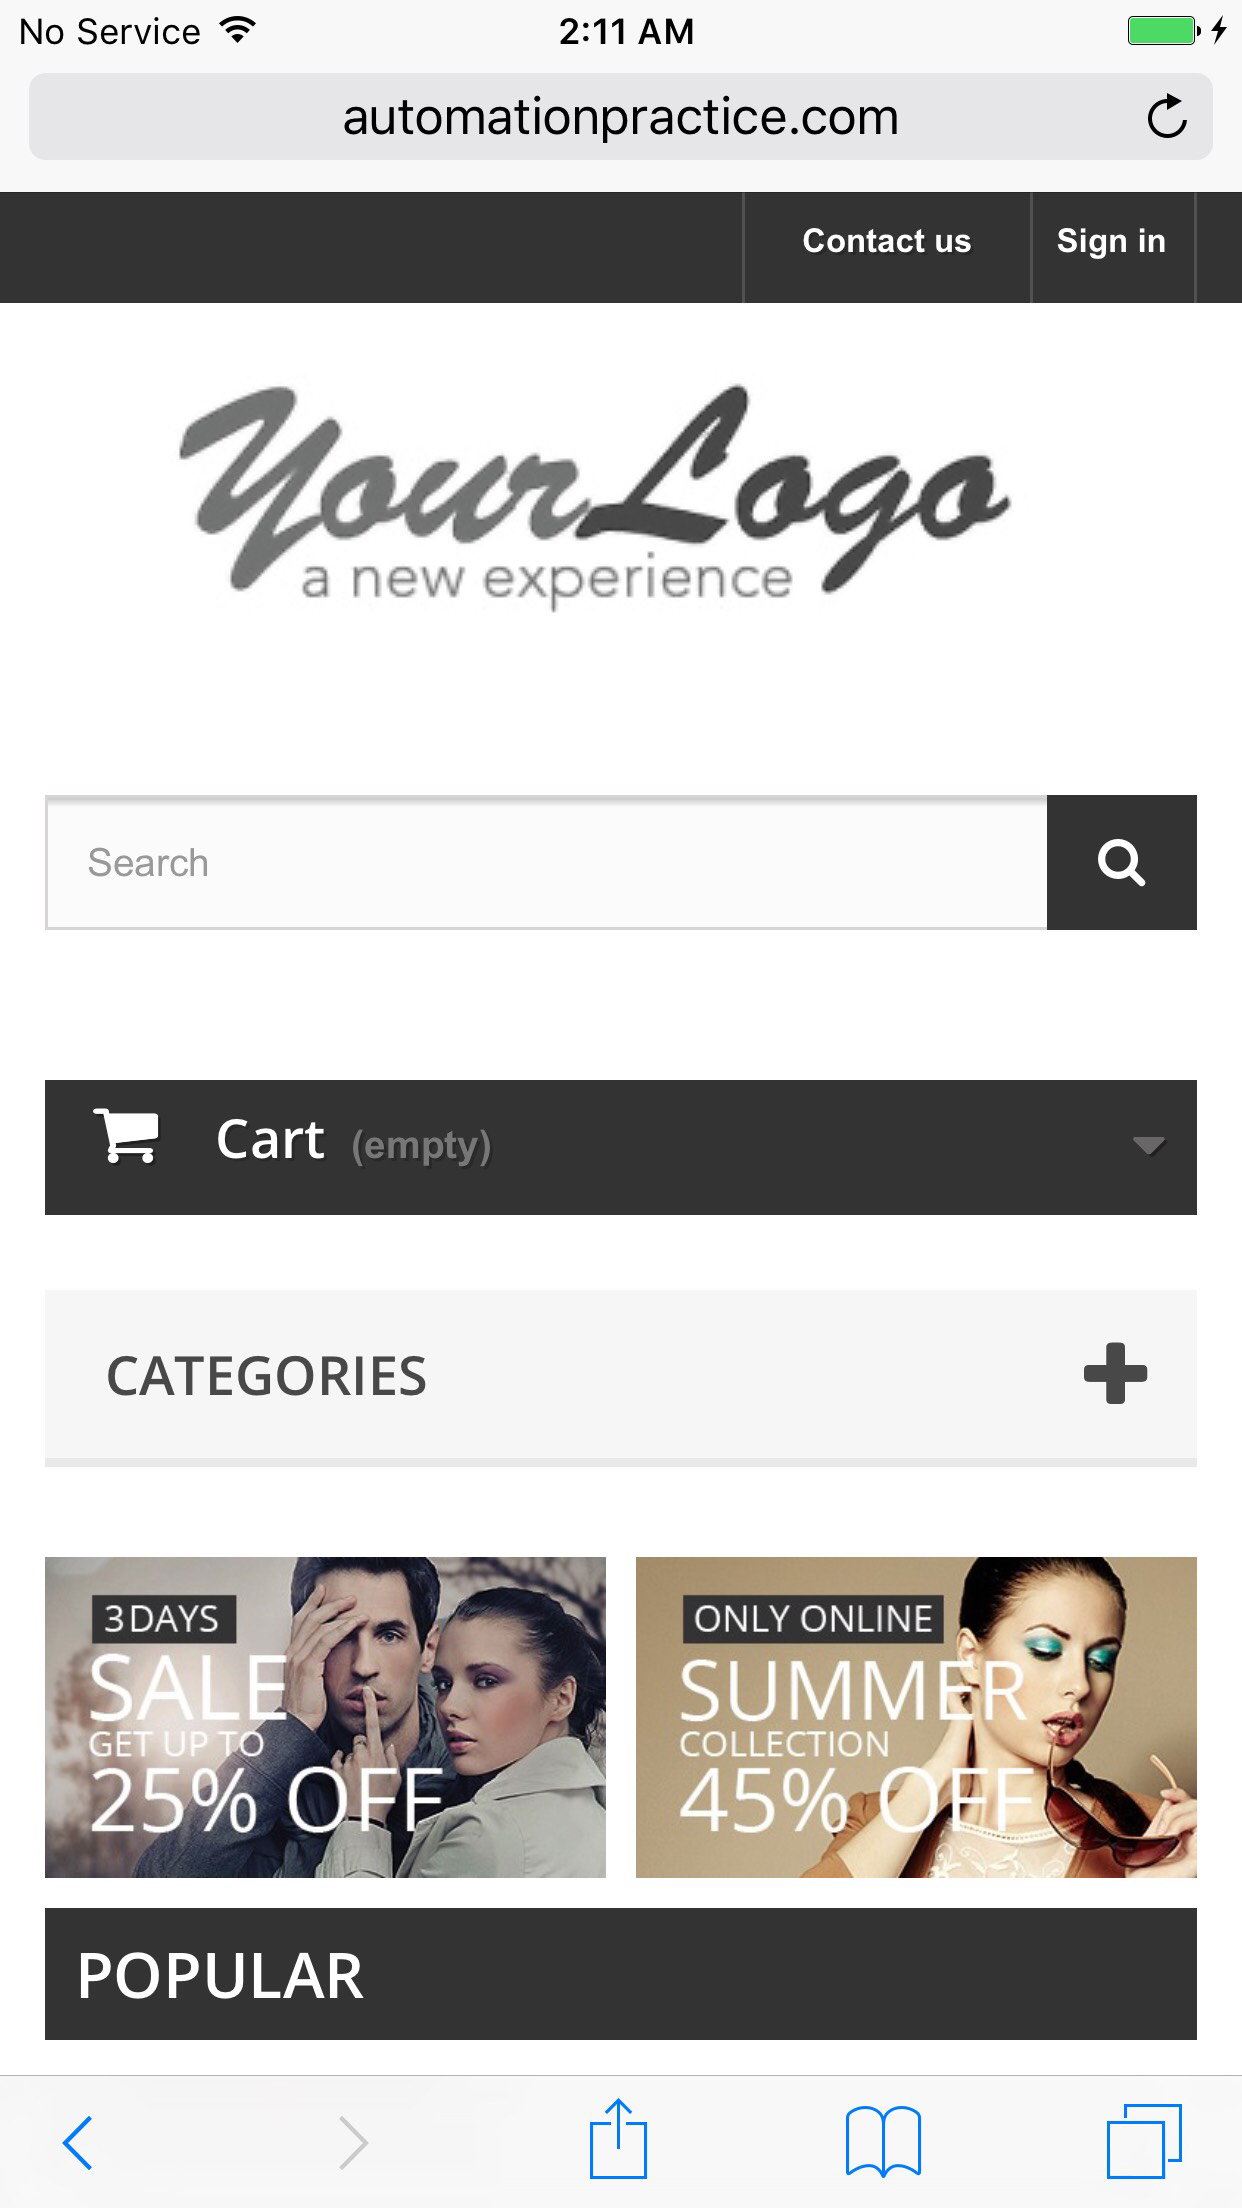 No Service
2:11 AM
automationpractice.com
Contact us
Sign in
YourLogo
a new experience
Search
Cart (empty)
CATEGORIES
3 DAYS
SALE
GET UP TO
25% OFF
ONLY ONLINE
SUMMER
COLLECTION
45% OFF
POPULAR